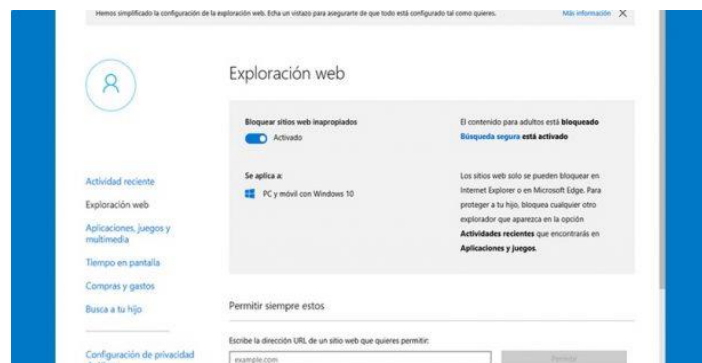 Hemos simplificado la configuración de la exploración web. Echa un vistazo para asegurarte de que todo está configurado tal como quieres. Más información
Exploración web
Bloquear sitios web inapropiados
Activado
El contenido para adultos está bloqueado
Búsqueda segura está activado
Se aplica a:
PC y móvil con Windows 10
Los sitios web solo se pueden bloquear en
Internet Explorer o en Microsoft Edge. Para
proteger a tu hijo, bloquea cualquier otro
explorador que aparezca en la opción
Actividades recientes que encontrarás en
Aplicaciones y juegos.
Actividad reciente
Exploración web
Aplicaciones, juegos y
multimedia
Tiempo en pantalla
Compras y gastos
Busca a tu hijo
Configuración de privacidad
Permitir siempre estos
Escribe la dirección URL de un sitio web que quieres permitir:
example.com
Permitir